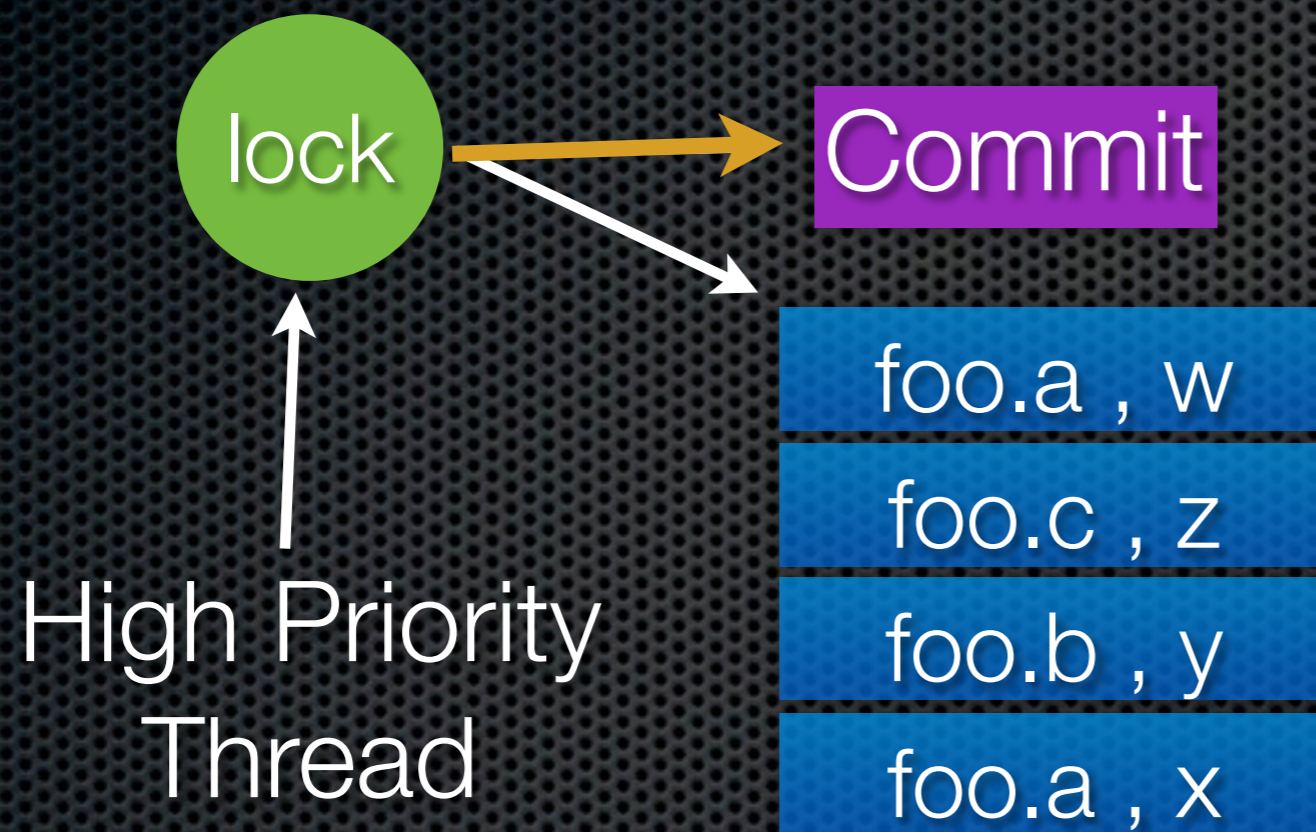 lock
Commit
foo.a , w
foo.c , z
foo.b , y
foo.a , x
High Priority
Thread